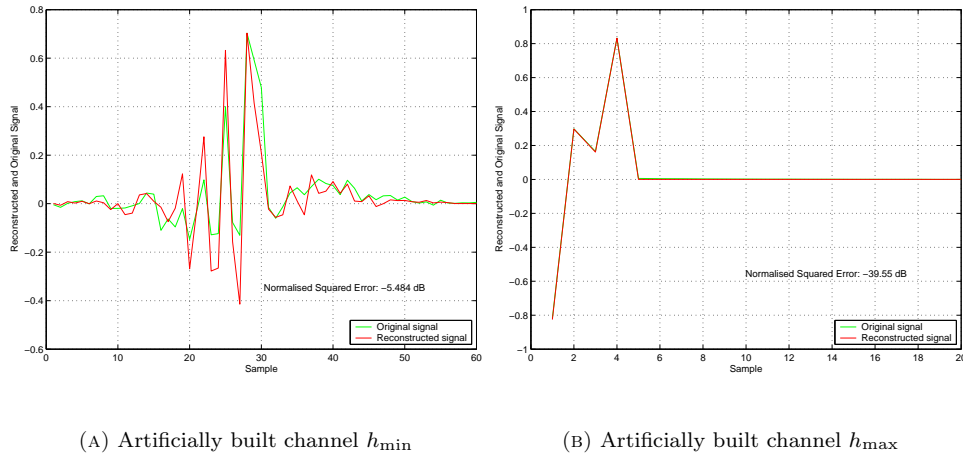 0.8
0.6
0.4
0.2
0
−0.2
−0.4
−0.6
Reconstructed and Original Signal
Normalised Squared Error: −5.484 dB
Original signal
Reconstructed signal
0 10 20 30 40 50 60
Sample
(A) Artificially built channel hmin
1
0.8
0.6
0.4
0.2
0
−0.2
−0.4
−0.6
−0.8
−1
Reconstructed and Original Signal
Normalised Squared Error: −39.55 dB
Original signal
Reconstructed signal
0 2 4 6 8 10 12 14 16 18 20
Sample
(B) Artificially built channel hmax